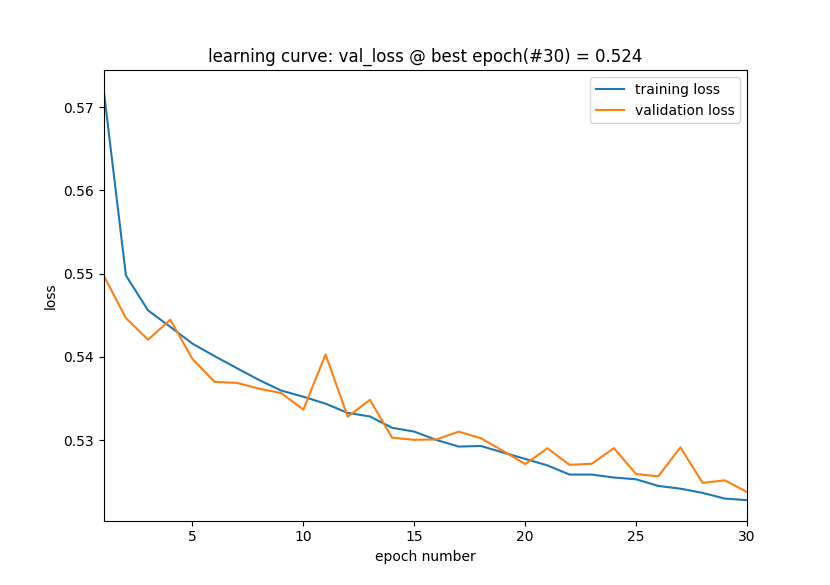 learning curve: val_loss @ best epoch(#30) = 0.524
training loss
validation loss
0.57
0.56
0.55
0.54
0.53
loss
5
10
15
20
25
30
epoch number